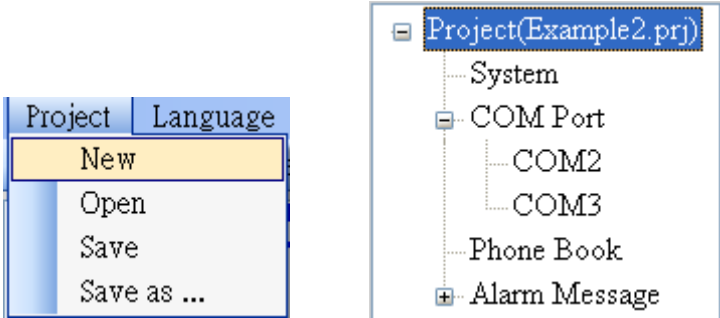 Project Language
New
Open
Save
Save as ...
Project(Example2.prj)
System
COM Port
COM2
COM3
Phone Book
Alarm Message